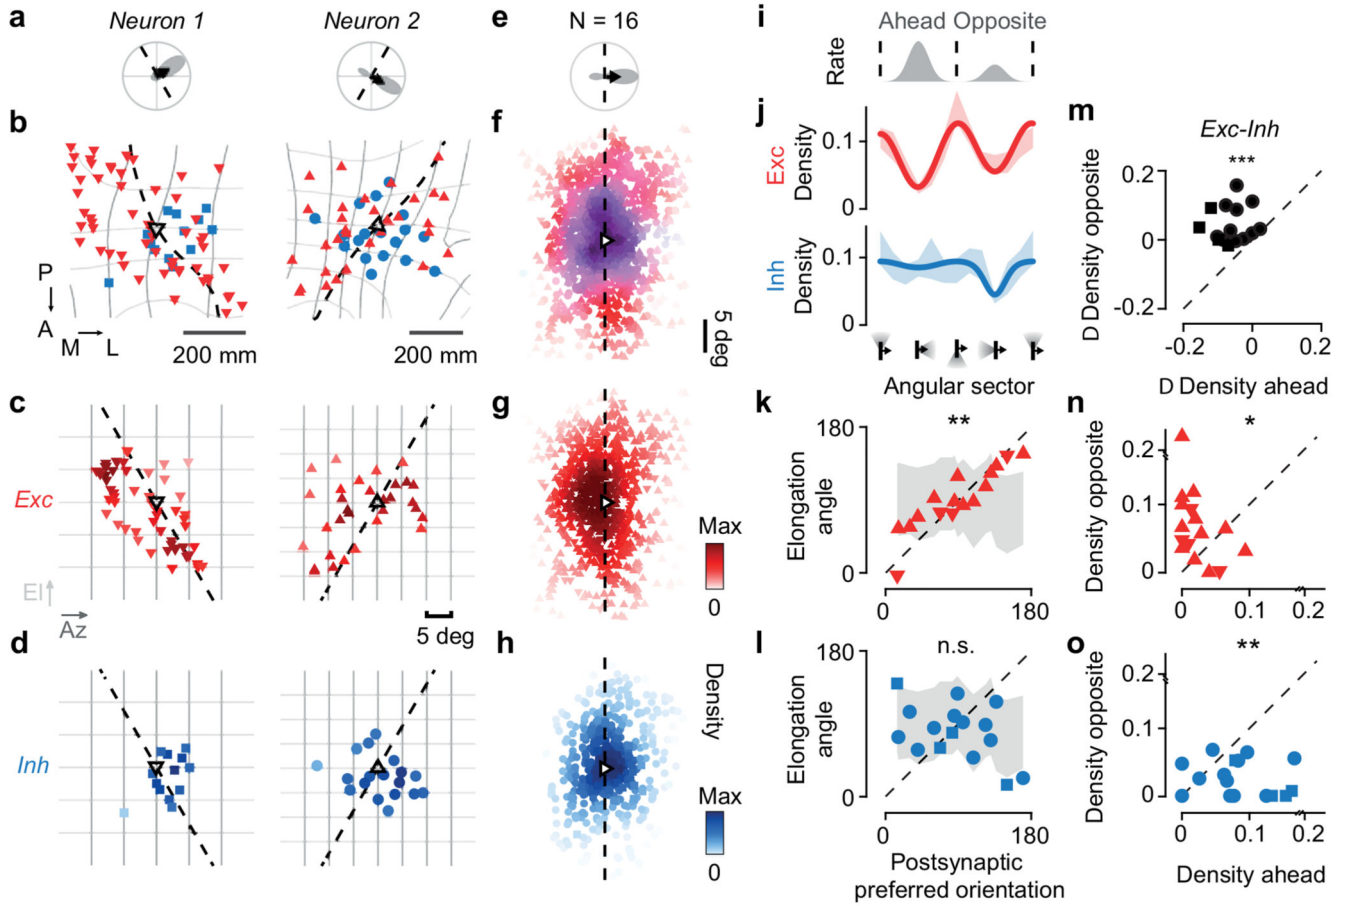 a
Neuron 1
Neuron 2
e
N = 16
i
Ahead Opposite
Rate
b
P
A
M
L
200 mm
200 mm
f
5 deg
j
Exc
Density
0.1
0
Inh
Density
0.1
0
Angular sector
m
Exc-Inh
***
D Density opposite
0.2
0
-0.2
-0.2
0
0.2
D Density ahead
c
Exc
El
Az
5 deg
g
Max
0
k
**
Elongation
angle
180
0
0
180
n
*
Density opposite
0.2
0.1
0
0
0.1
0.2
d
Inh
h
Density
Max
0
l
n.s.
Elongation
angle
180
0
0
180
Postsynaptic
preferred orientation
o
**
Density opposite
0.2
0.1
0
0
0.1
0.2
Density ahead